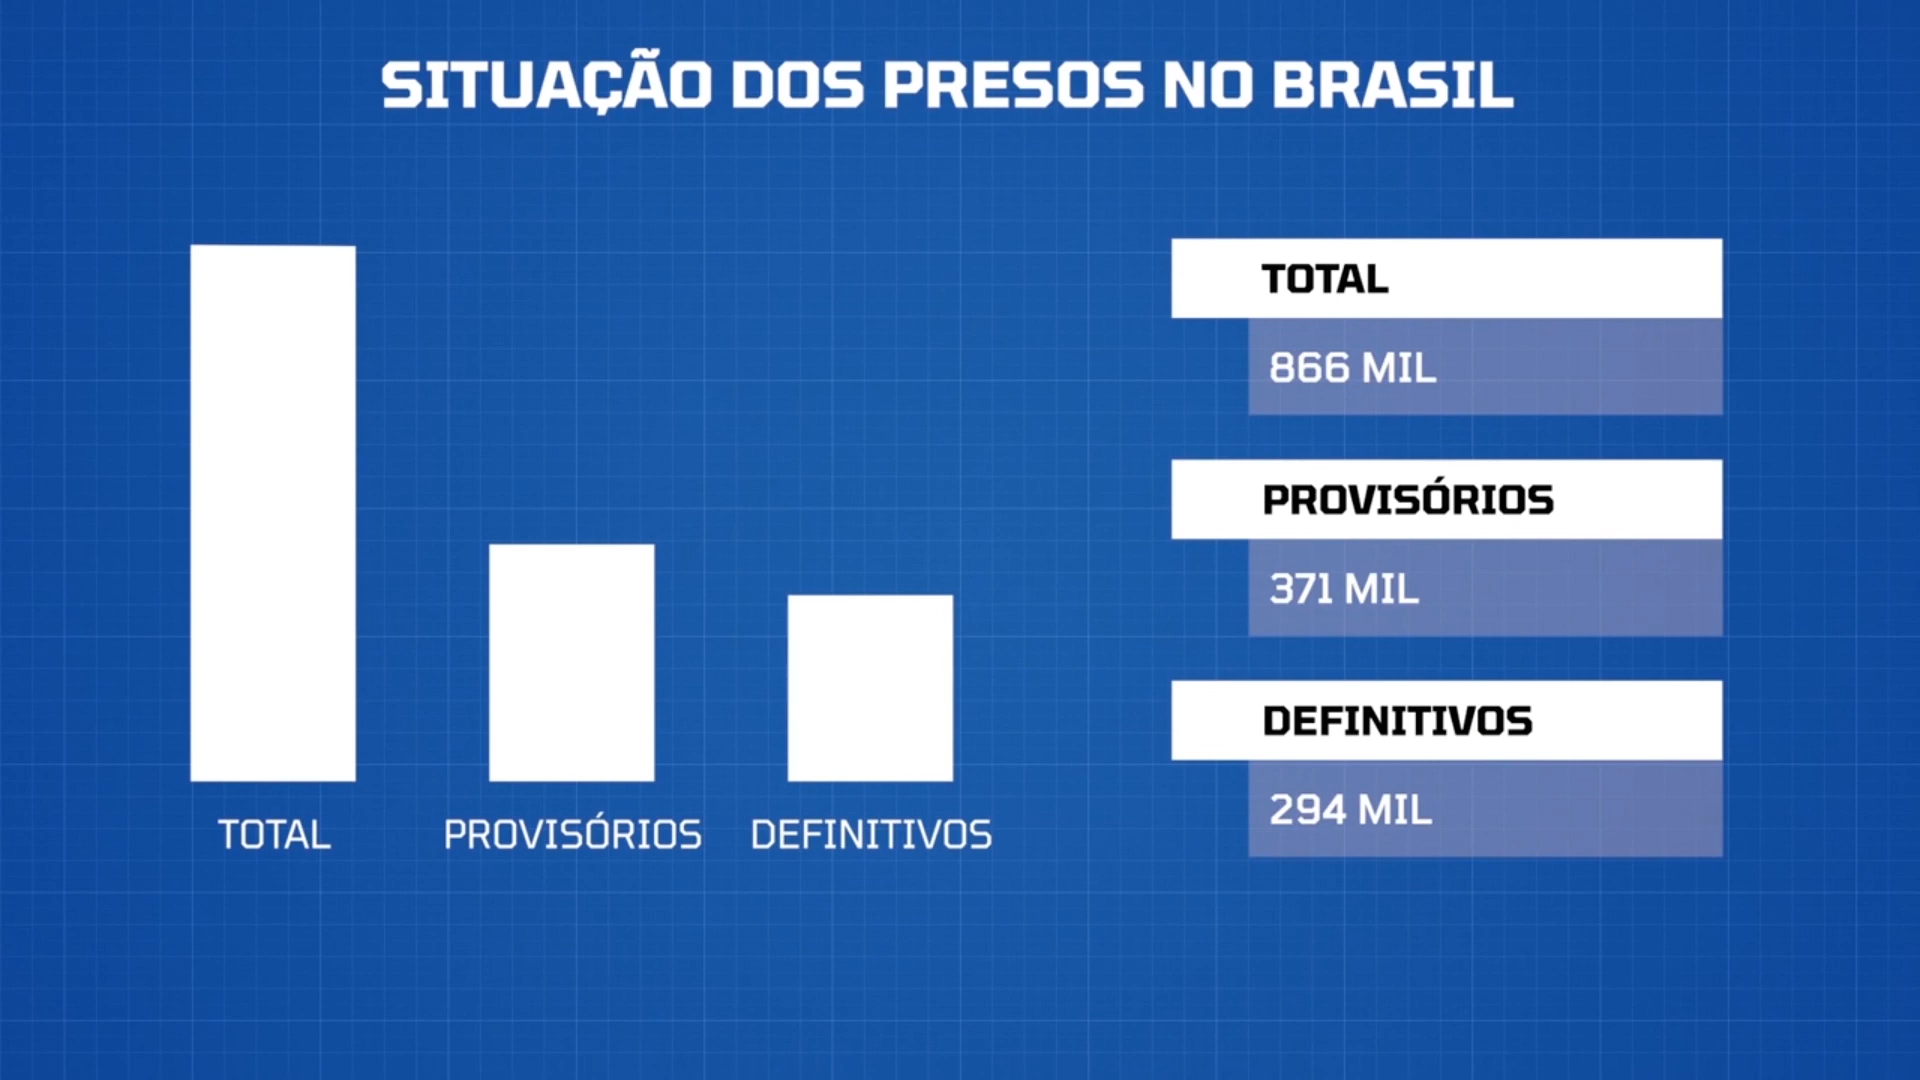 SITUAÇÃO DOS PRESOS NO BRASIL
TOTAL
PROVISÓRIOS
DEFINITIVOS
TOTAL
866 MIL
PROVISÓRIOS
371 MIL
DEFINITIVOS
294 MIL